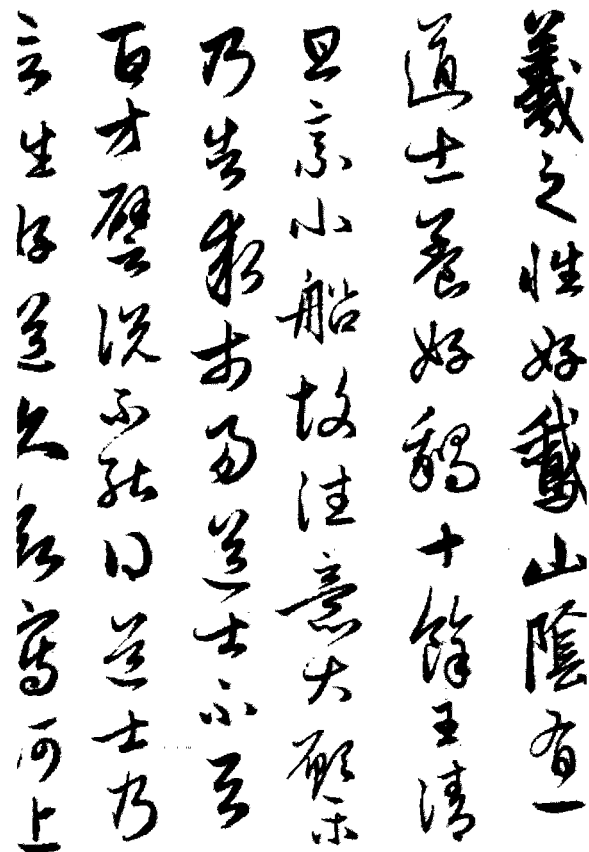 羲之性好鵞山陰有一
道士養好鵝十餘王清
旦乘小船故往意大願樂
乃告求市易道士不與
百方譬說不能得道士乃
言性好道久欲寫河上